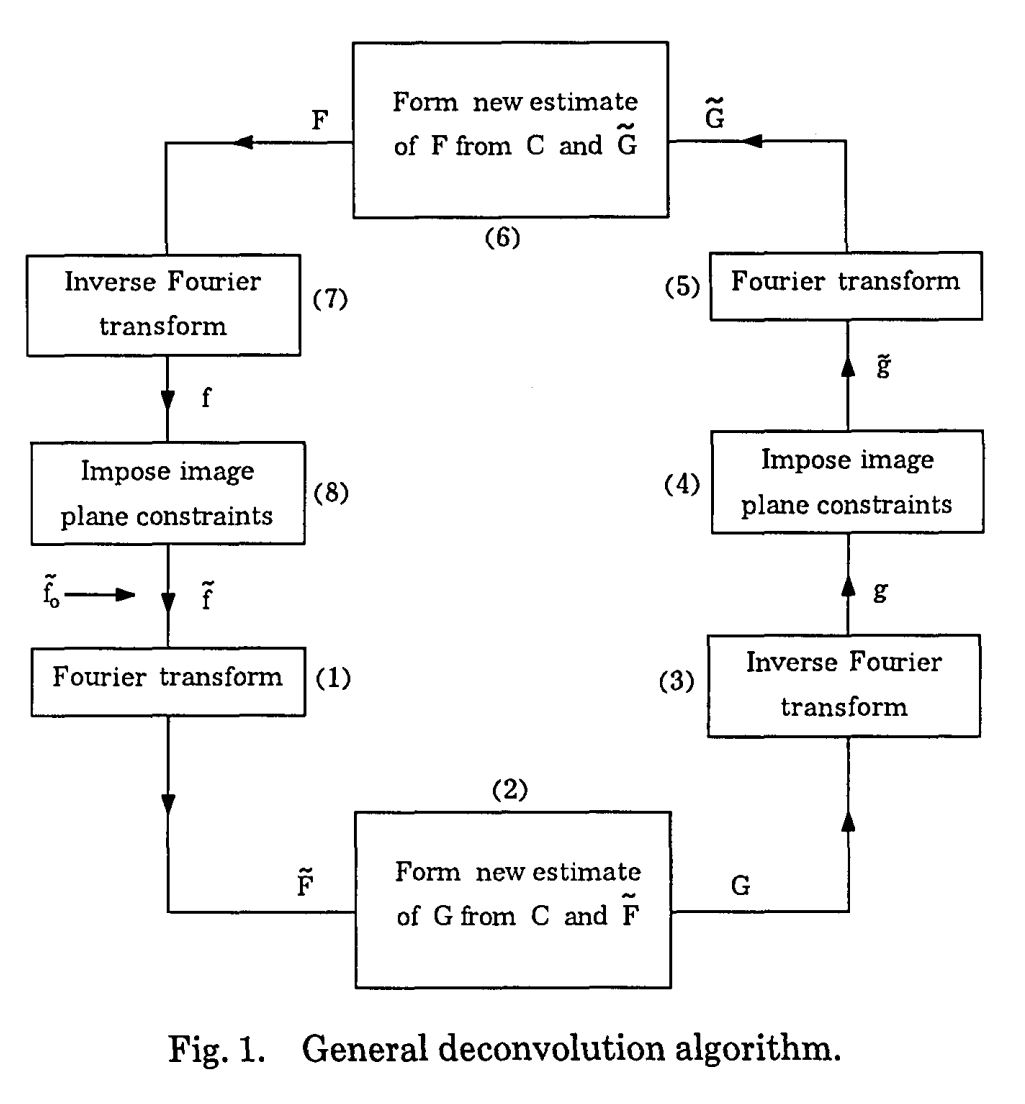 Form new estimate
of F from C and G̃
(6)
F
G̃
Inverse Fourier
transform
(7)
f
Impose image
plane constraints
(8)
f̃₀
f̃
Fourier transform
(1)
F̃
(2)
Form new estimate
of G from C and F̃
G
Inverse Fourier
transform
(3)
g
Impose image
plane constraints
(4)
g̃
Fourier transform
(5)
Fig. 1. General deconvolution algorithm.